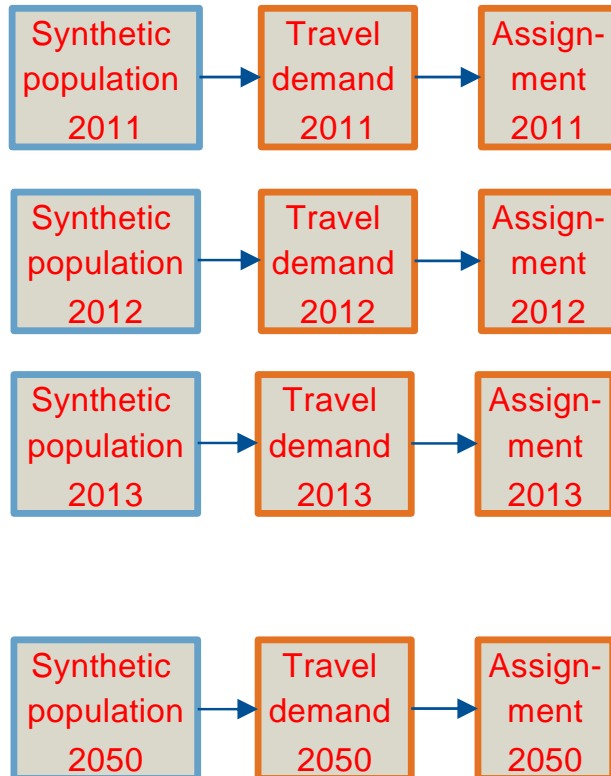 Synthetic
population
2011
Travel
demand
2011
Assign-
ment
2011
Synthetic
population
2012
Travel
demand
2012
Assign-
ment
2012
Synthetic
population
2013
Travel
demand
2013
Assign-
ment
2013
Synthetic
population
2050
Travel
demand
2050
Assign-
ment
2050